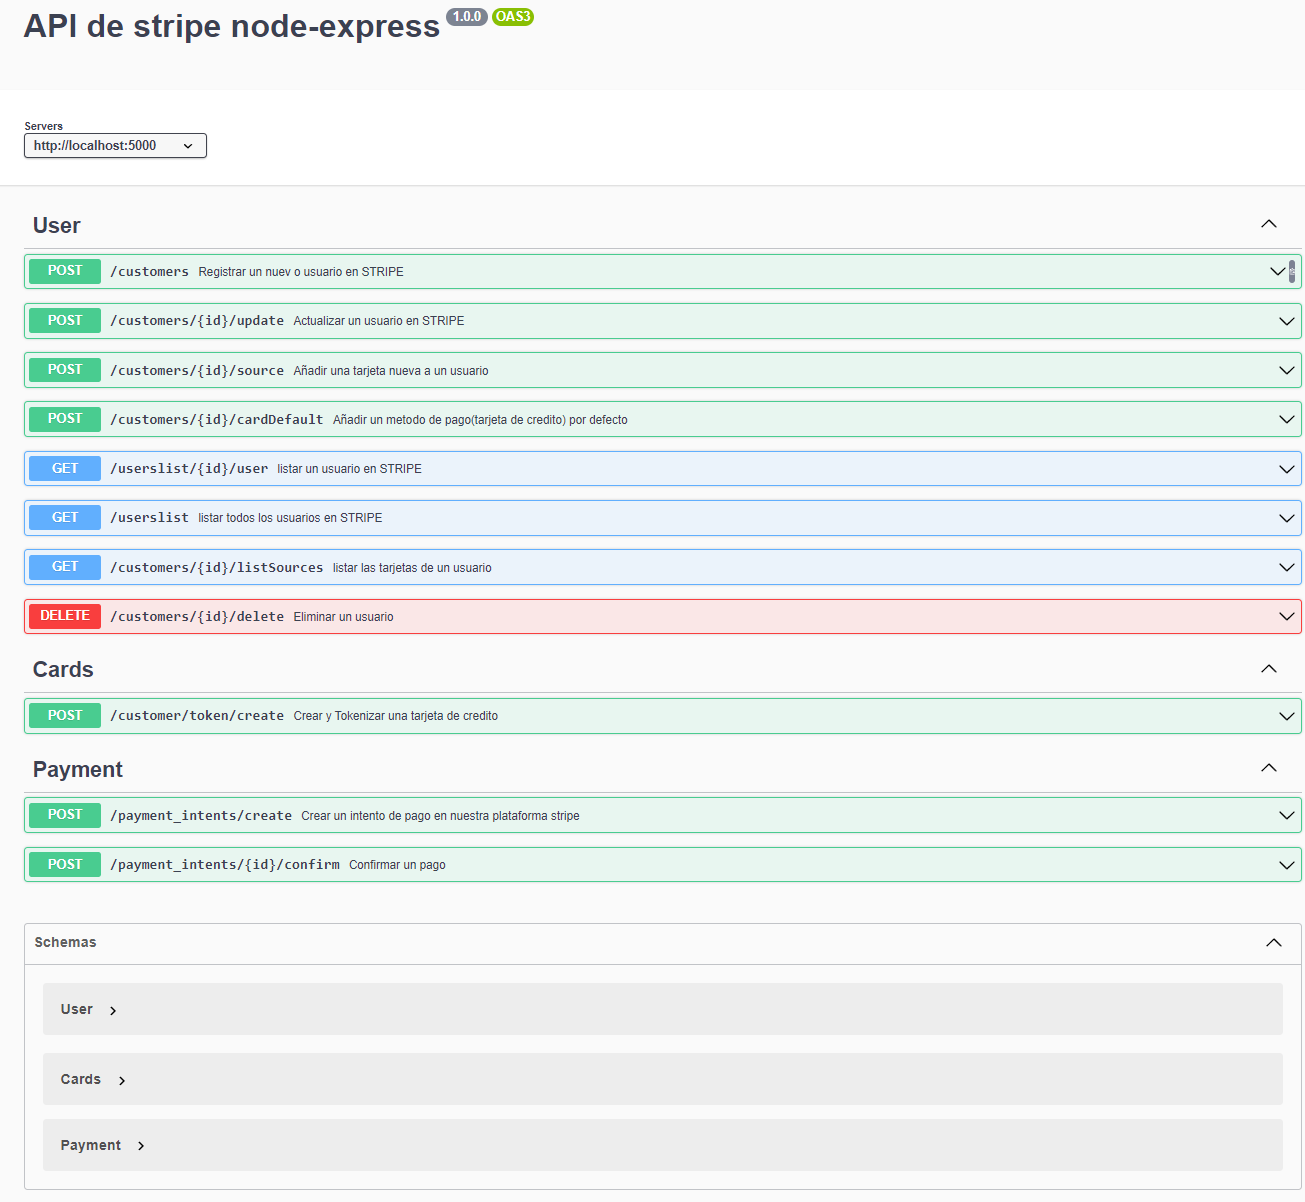 API de stripe node-express 1.0.0 OAS3
Servers
http://localhost:5000
User
POST /customers Registrar un nuev o usuario en STRIPE
POST /customers/{id}/update Actualizar un usuario en STRIPE
POST /customers/{id}/source Añadir una tarjeta nueva a un usuario
POST /customers/{id}/cardDefault Añadir un metodo de pago(tarjeta de credito) por defecto
GET /userslist/{id}/user listar un usuario en STRIPE
GET /userslist listar todos los usuarios en STRIPE
GET /customers/{id}/listSources listar las tarjetas de un usuario
DELETE /customers/{id}/delete Eliminar un usuario
Cards
POST /customer/token/create Crear y Tokenizar una tarjeta de credito
Payment
POST /payment_intents/create Crear un intento de pago en nuestra plataforma stripe
POST /payment_intents/{id}/confirm Confirmar un pago
Schemas
User
Cards
Payment